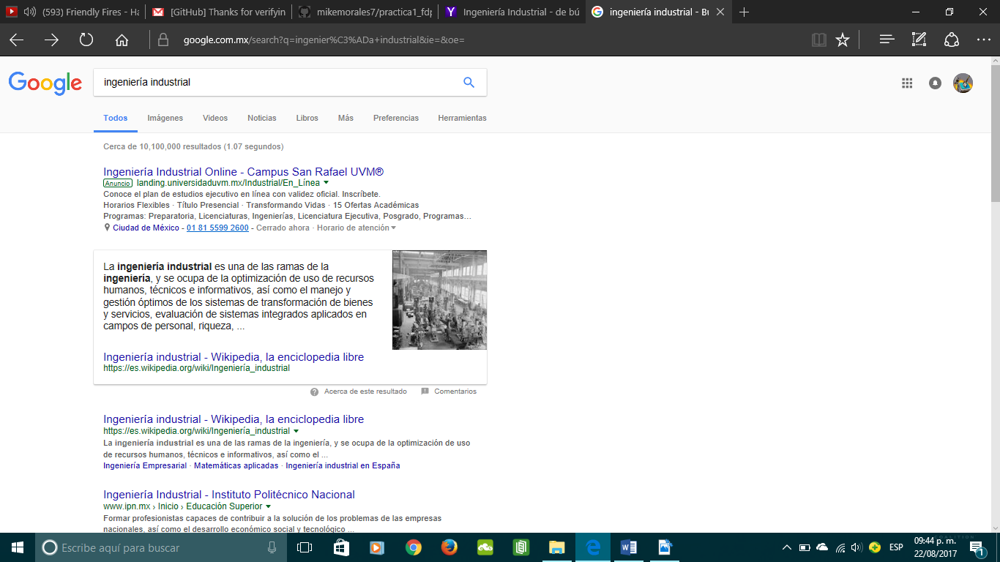 (593) Friendly Fires - Ha
[GitHub] Thanks for verifyin
mikemorales7/practica1_fdp
Ingeniería Industrial - de bú
ingeniería industrial - Bu
google.com.mx/search?q=ingenier%C3%ADa+industrial&ie=&oe=
Google
ingeniería industrial
Todos
Imágenes
Videos
Noticias
Libros
Más
Preferencias
Herramientas
Cerca de 10,100,000 resultados (1.07 segundos)
Ingeniería Industrial Online - Campus San Rafael UVM®
Anuncio landing.universidaduvm.mx/Industrial/En_Línea
Conoce el plan de estudios ejecutivo en línea con validez oficial. Inscríbete.
Horarios Flexibles · Título Presencial · Transformando Vidas · 15 Ofertas Académicas
Programas: Preparatoria, Licenciaturas, Ingenierías, Licenciatura Ejecutiva, Posgrado, Programas…
Ciudad de México - 01 81 5599 2600 - Cerrado ahora · Horario de atención
La ingeniería industrial es una de las ramas de la
ingeniería, y se ocupa de la optimización de uso de recursos
humanos, técnicos e informativos, así como el manejo y
gestión óptimos de los sistemas de transformación de bienes
y servicios, evaluación de sistemas integrados aplicados en
campos de personal, riqueza, ...
Ingeniería industrial - Wikipedia, la enciclopedia libre
https://es.wikipedia.org/wiki/Ingeniería_industrial
Acerca de este resultado
Comentarios
Ingeniería industrial - Wikipedia, la enciclopedia libre
https://es.wikipedia.org/wiki/Ingeniería_industrial
La ingeniería industrial es una de las ramas de la ingeniería, y se ocupa de la optimización de uso
de recursos humanos, técnicos e informativos, así como el ...
Ingeniería Empresarial · Matemáticas aplicadas · Ingeniería industrial en España
Ingeniería Industrial - Instituto Politécnico Nacional
www.ipn.mx › Inicio › Educación Superior
Formar profesionistas capaces de contribuir a la solución de los problemas de las empresas
nacionales, así como el desarrollo económico social y tecnológico ...
Escribe aquí para buscar
ESP
09:44 p. m.
22/08/2017
1